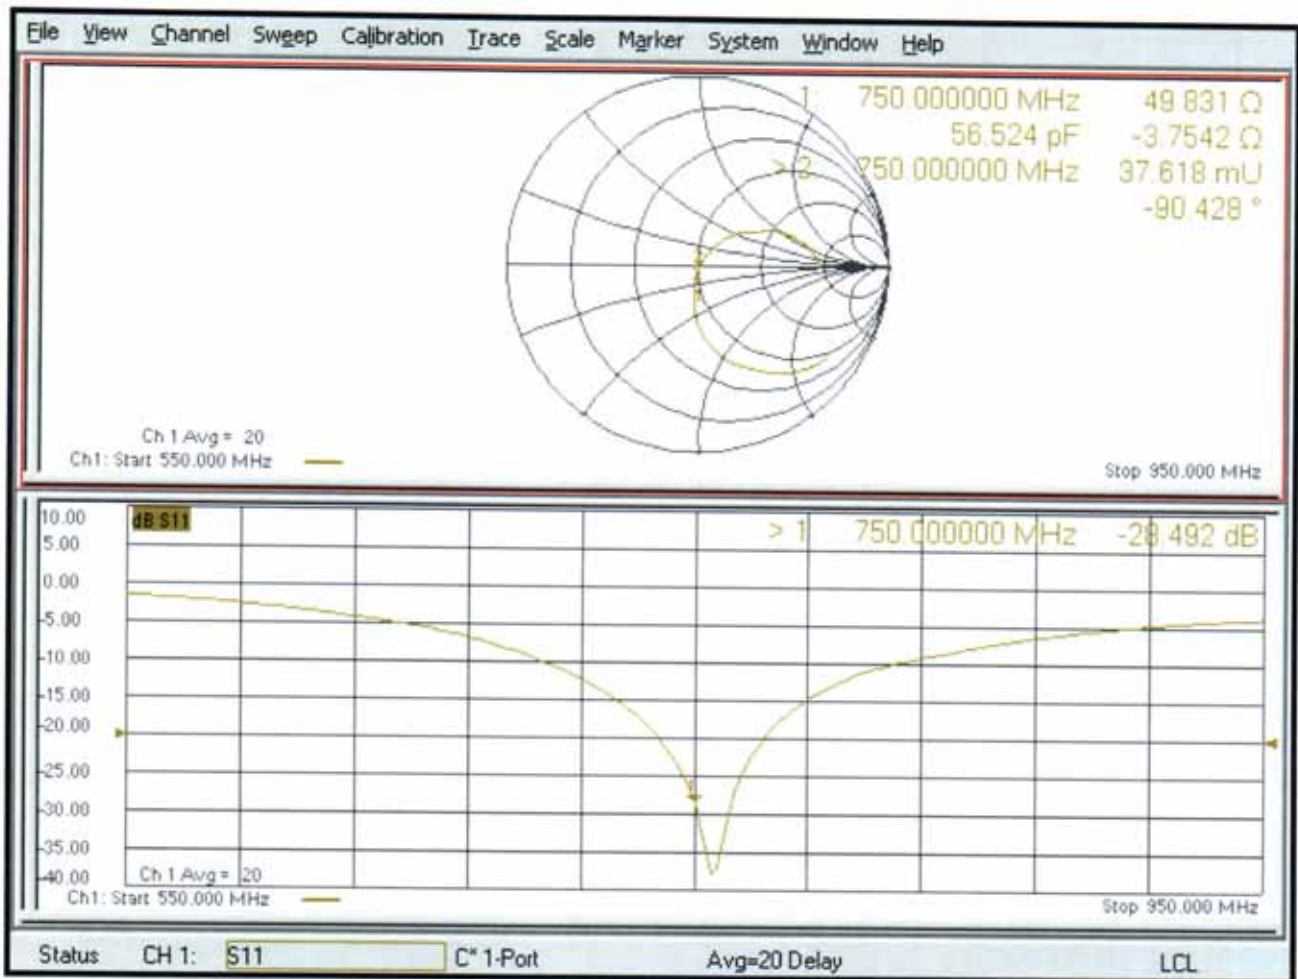 File View Channel Sweep Calibration Trace Scale Marker System Window Help
1 750.000000 MHz 49.831 Ω
56.524 pF -3.7542 Ω
> 2 750.000000 MHz 37.618 mU
-90.428 °
Ch 1 Avg = 20
Ch1: Start 550.000 MHz
Stop 950.000 MHz
dB S11
> 1 750.000000 MHz -28.492 dB
10.00
5.00
0.00
-5.00
-10.00
-15.00
-20.00
-25.00
-30.00
-35.00
-40.00
1
Ch 1 Avg = 20
Ch1: Start 550.000 MHz
Stop 950.000 MHz
Status CH 1: S11 C* 1-Port Avg=20 Delay LCL